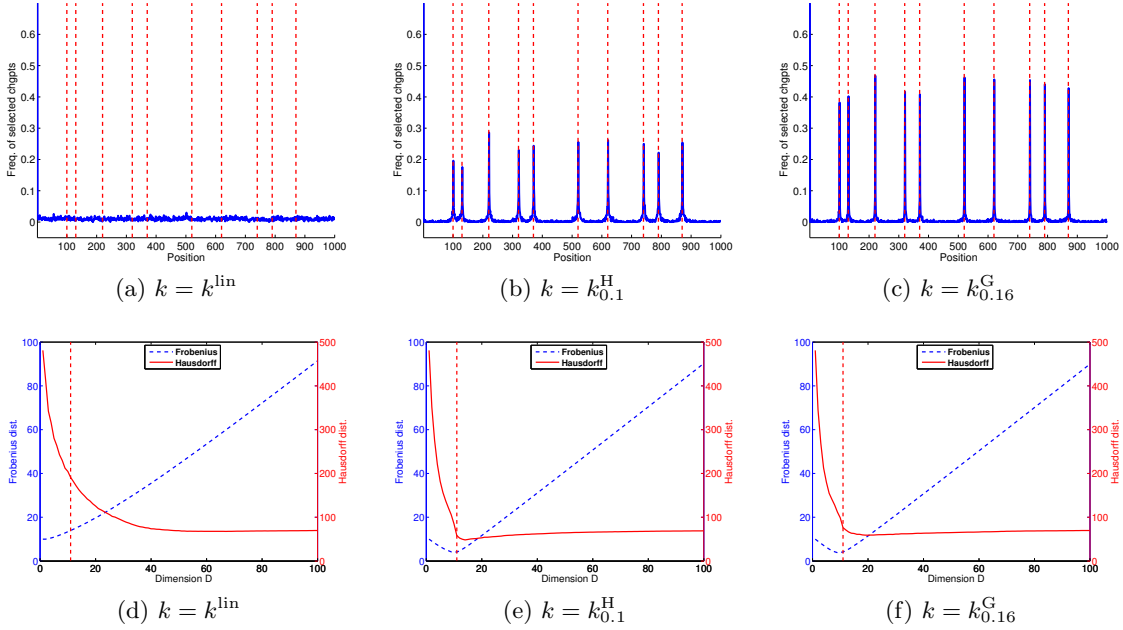 0.6
0.5
0.4
0.3
0.2
0.1
0
Freq. of selected chgpts
100 200 300 400 500 600 700 800 900 1000
Position
(a) k = k^lin
0.6
0.5
0.4
0.3
0.2
0.1
0
Freq. of selected chgpts
100 200 300 400 500 600 700 800 900 1000
Position
(b) k = k^H_0.1
0.6
0.5
0.4
0.3
0.2
0.1
0
Freq. of selected chgpts
100 200 300 400 500 600 700 800 900 1000
Position
(c) k = k^G_0.16
Frobenius
Hausdorff
100
80
60
40
20
0
Frobenius dist.
500
400
300
200
100
0
Hausdorff dist.
0 20 40 60 80 100
Dimension D
(d) k = k^lin
Frobenius
Hausdorff
100
80
60
40
20
0
Frobenius dist.
500
400
300
200
100
0
Hausdorff dist.
0 20 40 60 80 100
Dimension D
(e) k = k^H_0.1
Frobenius
Hausdorff
100
80
60
40
20
0
Frobenius dist.
500
400
300
200
100
0
Hausdorff dist.
0 20 40 60 80 100
Dimension D
(f) k = k^G_0.16